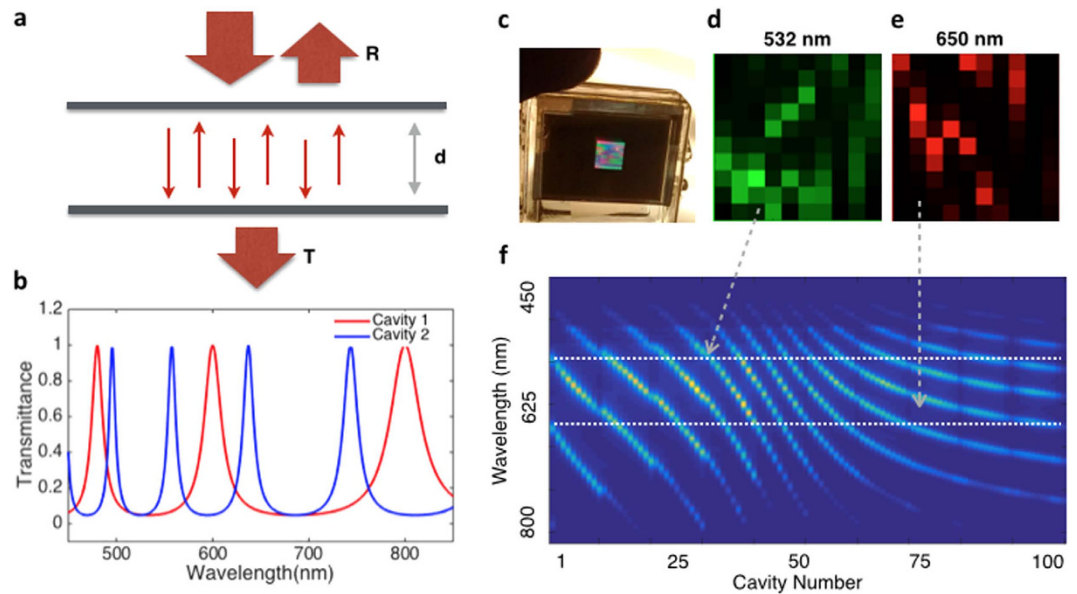 a
R
d
T
b
1.2
1
0.8
0.6
0.4
0.2
0
Transmittance
Cavity 1
Cavity 2
500
600
700
800
Wavelength(nm)
c
d
532 nm
e
650 nm
f
450
625
800
Wavelength (nm)
1
25
50
75
100
Cavity Number